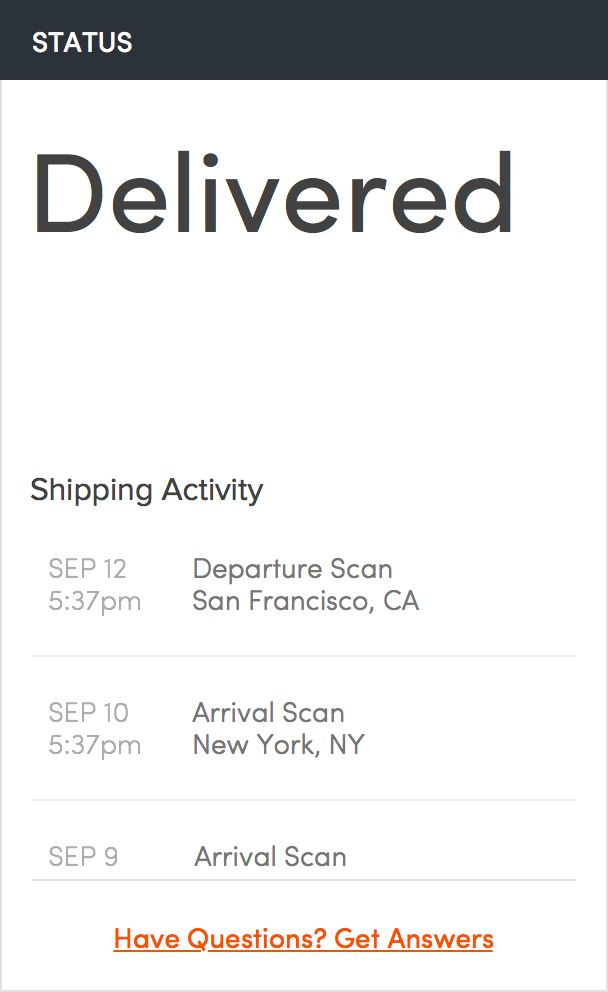 STATUS
Delivered
Shipping Activity
SEP 12 Departure Scan
5:37pm San Francisco, CA
SEP 10 Arrival Scan
5:37pm New York, NY
SEP 9 Arrival Scan
Have Questions? Get Answers